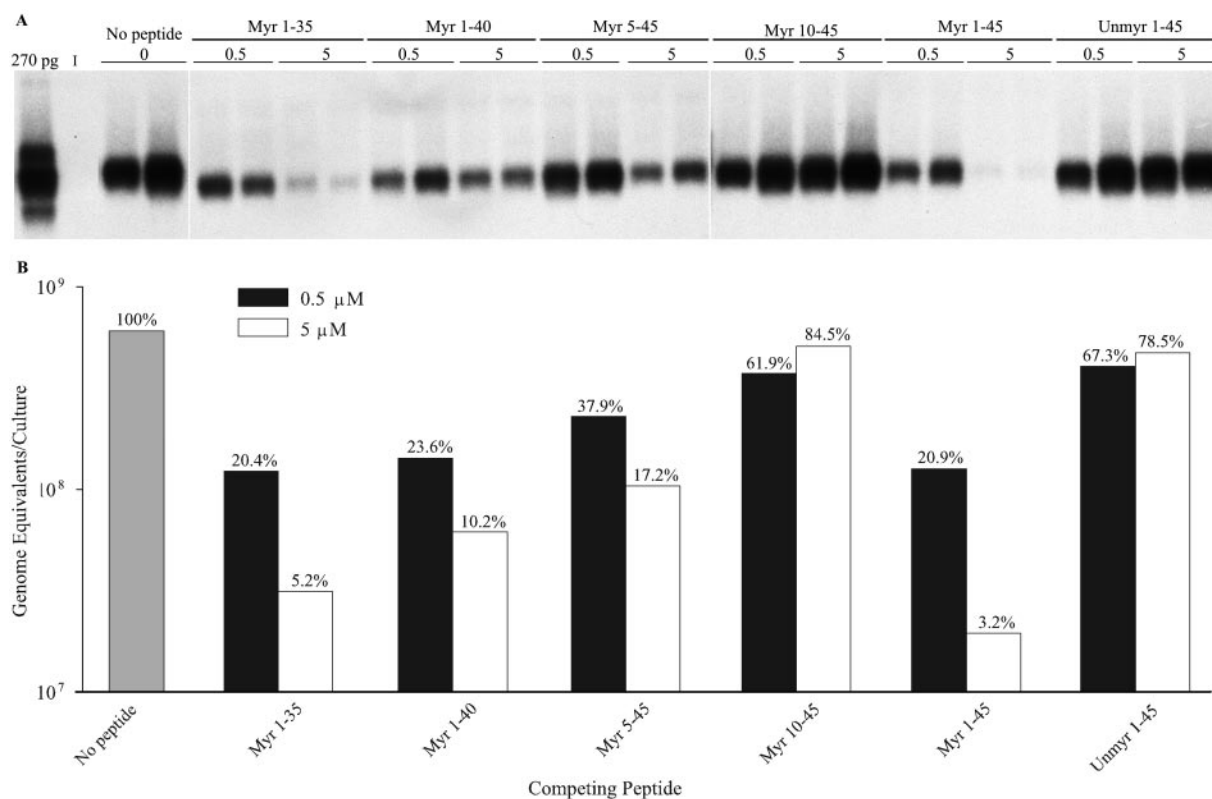 A
No peptide Myr 1-35 Myr 1-40 Myr 5-45 Myr 10-45 Myr 1-45 Unmyr 1-45
270 pg I 0 0.5 5 0.5 5 0.5 5 0.5 5 0.5 5 0.5 5
B
10⁹
10⁸
10⁷
Genome Equivalents/Culture
0.5 µM
5 µM
100%
20.4% 5.2% 23.6% 10.2% 37.9% 17.2% 61.9% 84.5% 20.9% 3.2% 67.3% 78.5%
No peptide Myr 1-35 Myr 1-40 Myr 5-45 Myr 10-45 Myr 1-45 Unmyr 1-45
Competing Peptide